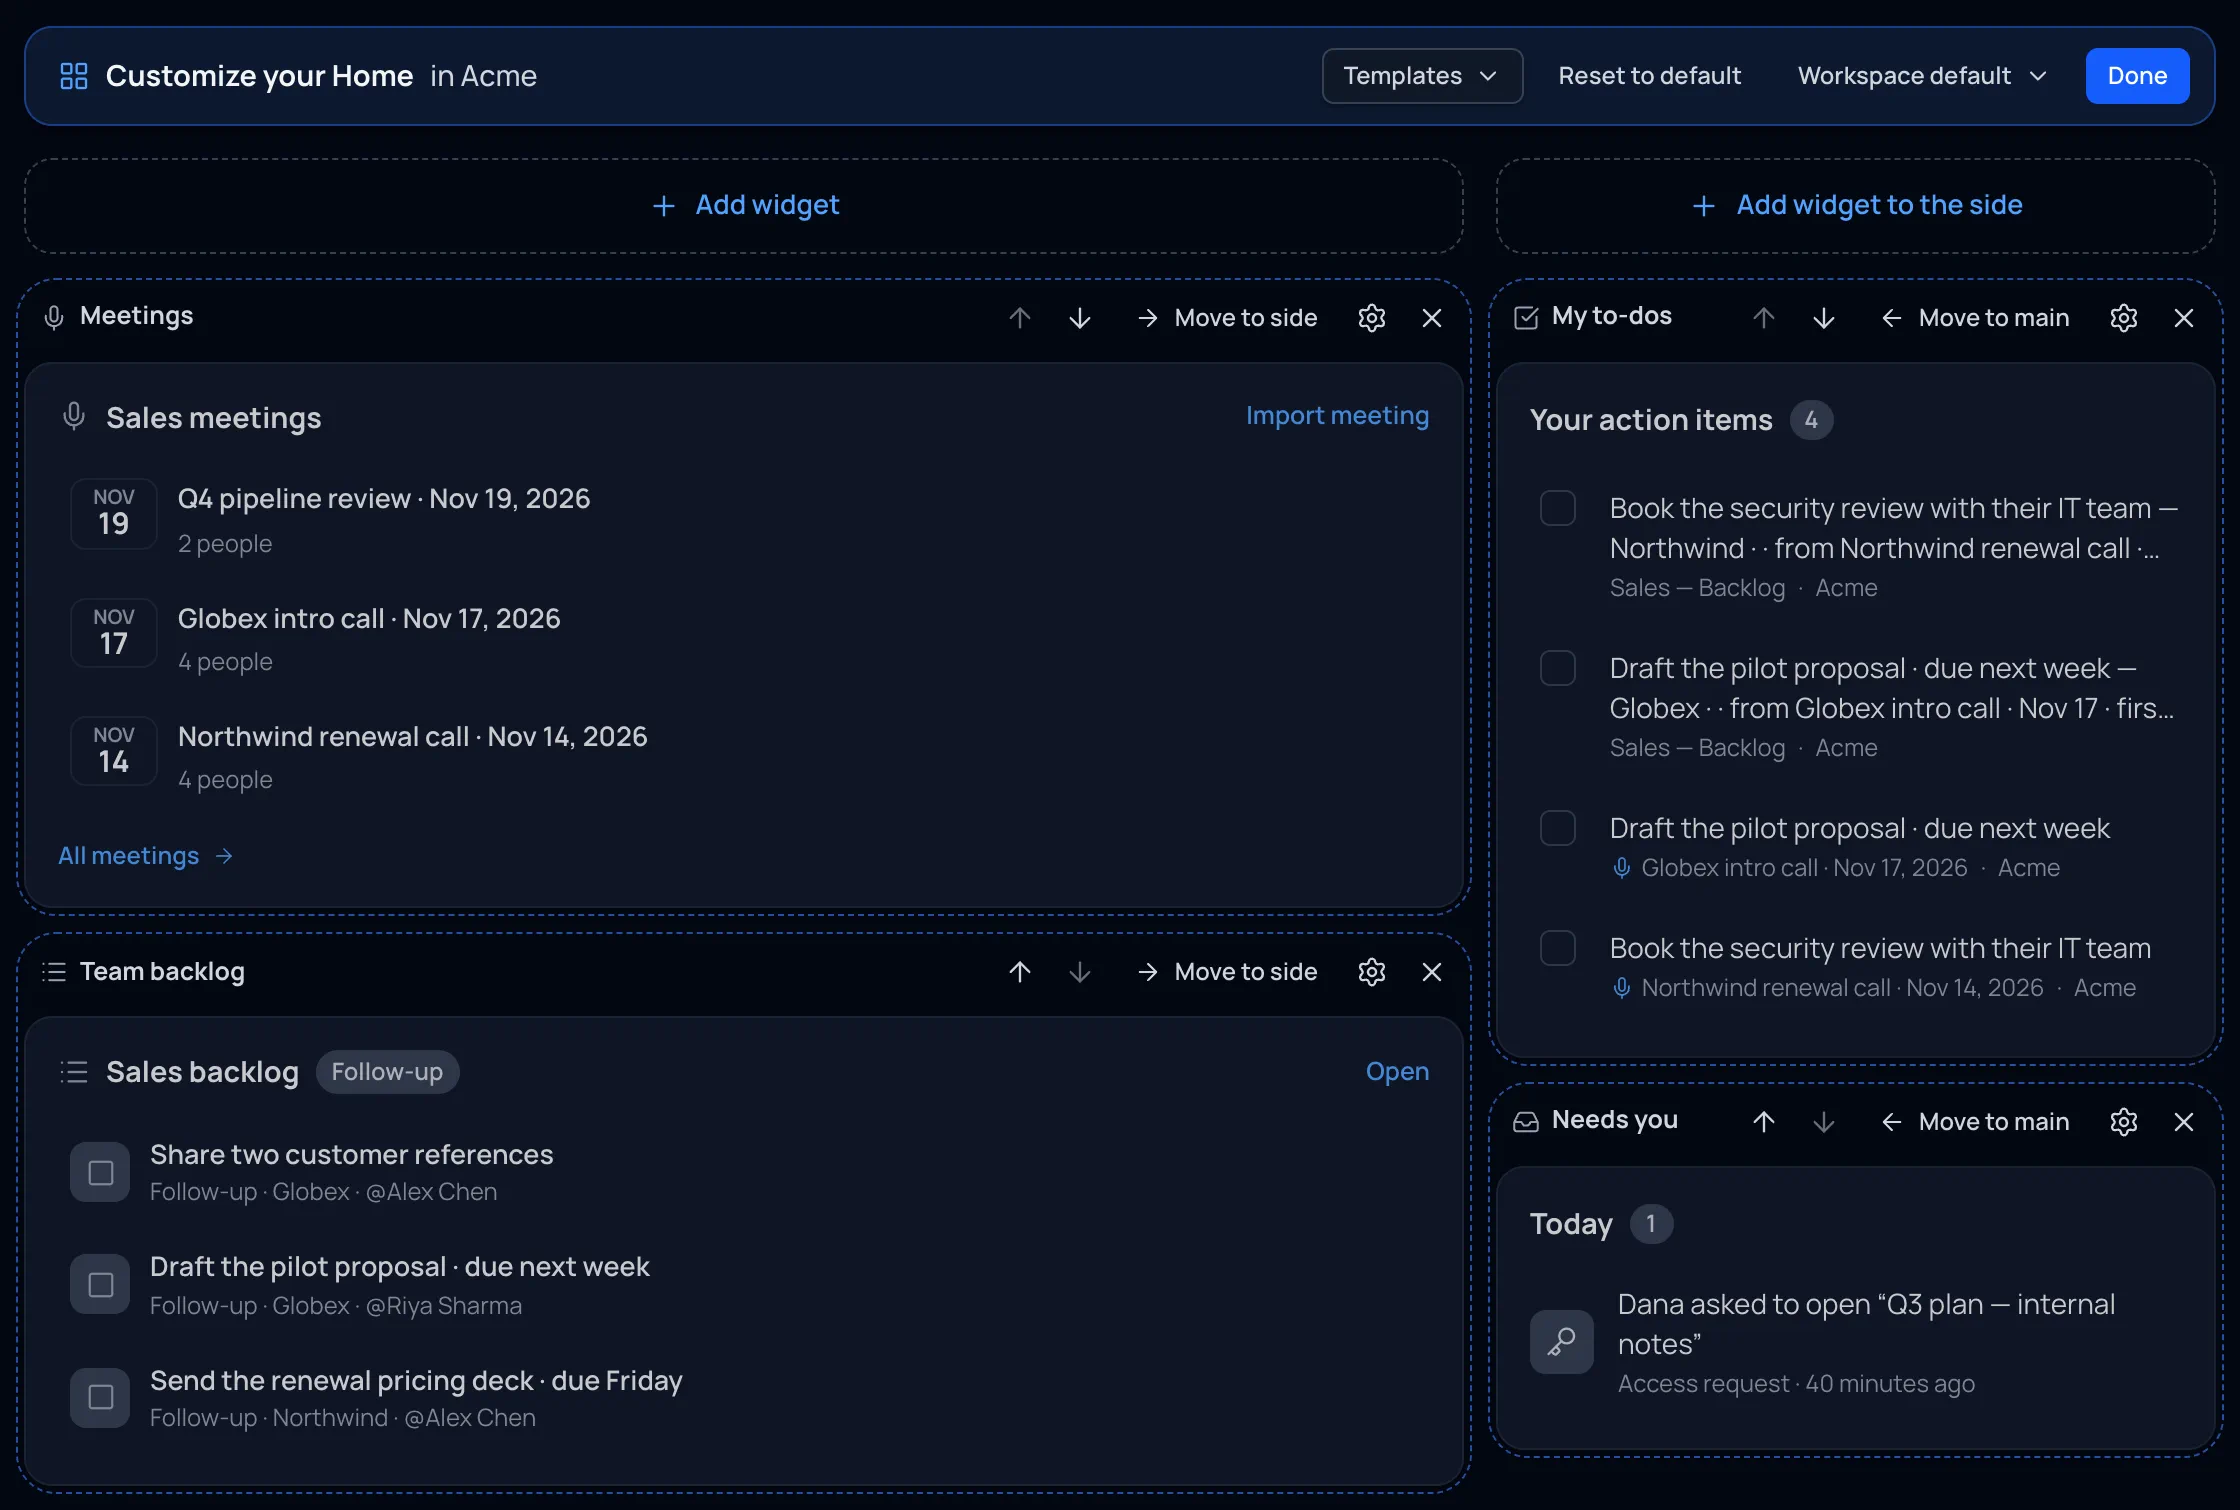 Customize your Home in Acme
Templates
Reset to default
Workspace default
Done
+ Add widget
+ Add widget to the side
Meetings
Move to side
Sales meetings
Import meeting
NOV
19
Q4 pipeline review · Nov 19, 2026
2 people
NOV
17
Globex intro call · Nov 17, 2026
4 people
NOV
14
Northwind renewal call · Nov 14, 2026
4 people
All meetings →
Team backlog
Move to side
Sales backlog
Follow-up
Open
Share two customer references
Follow-up · Globex · @Alex Chen
Draft the pilot proposal · due next week
Follow-up · Globex · @Riya Sharma
Send the renewal pricing deck · due Friday
Follow-up · Northwind · @Alex Chen
My to-dos
Move to main
Your action items 4
Book the security review with their IT team —
Northwind · · from Northwind renewal call ·...
Sales — Backlog · Acme
Draft the pilot proposal · due next week —
Globex · · from Globex intro call · Nov 17 · firs...
Sales — Backlog · Acme
Draft the pilot proposal · due next week
Globex intro call · Nov 17, 2026 · Acme
Book the security review with their IT team
Northwind renewal call · Nov 14, 2026 · Acme
Needs you
Move to main
Today 1
Dana asked to open “Q3 plan — internal
notes”
Access request · 40 minutes ago